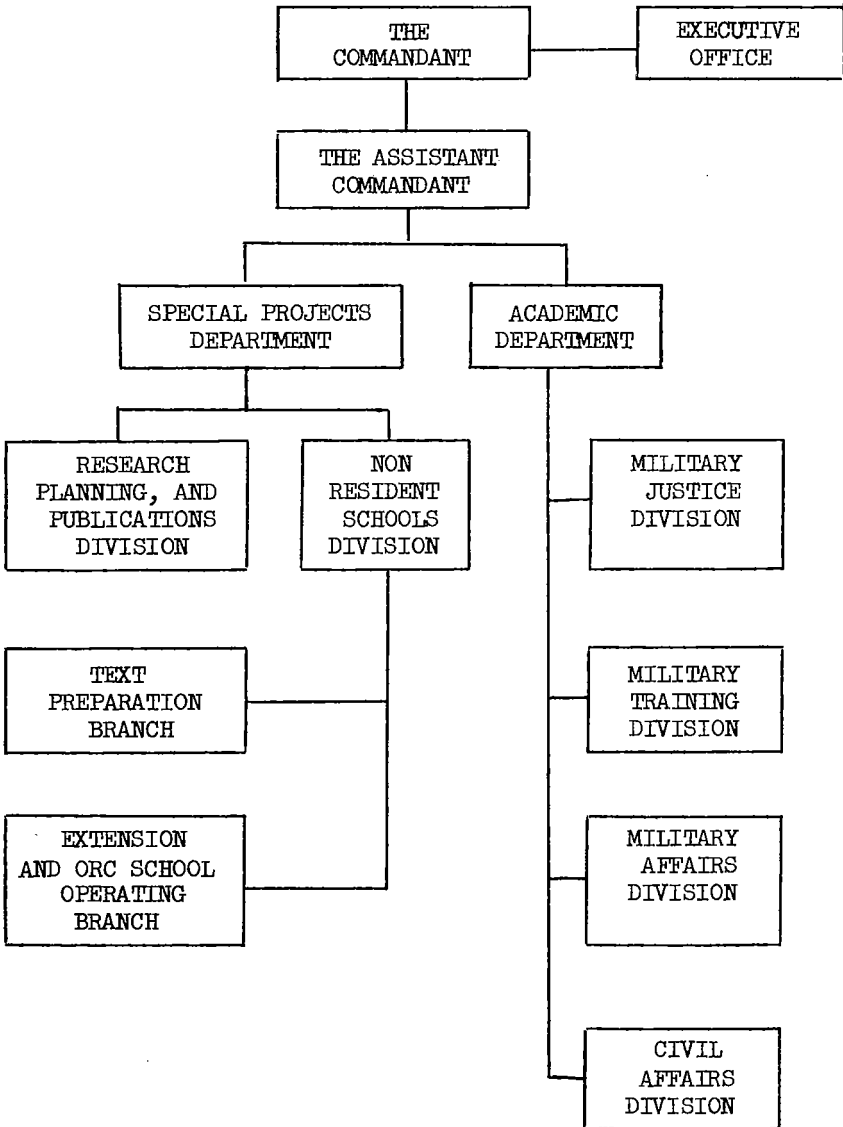 THE
COMMANDANT
EXECUTIVE
OFFICE
THE ASSISTANT
COMMANDANT
SPECIAL PROJECTS
DEPARTMENT
ACADEMIC
DEPARTMENT
RESEARCH
PLANNING, AND
PUBLICATIONS
DIVISION
NON
RESIDENT
SCHOOLS
DIVISION
MILITARY
JUSTICE
DIVISION
TEXT
PREPARATION
BRANCH
MILITARY
TRAINING
DIVISION
EXTENSION
AND ORC SCHOOL
OPERATING
BRANCH
MILITARY
AFFAIRS
DIVISION
CIVIL
AFFAIRS
DIVISION